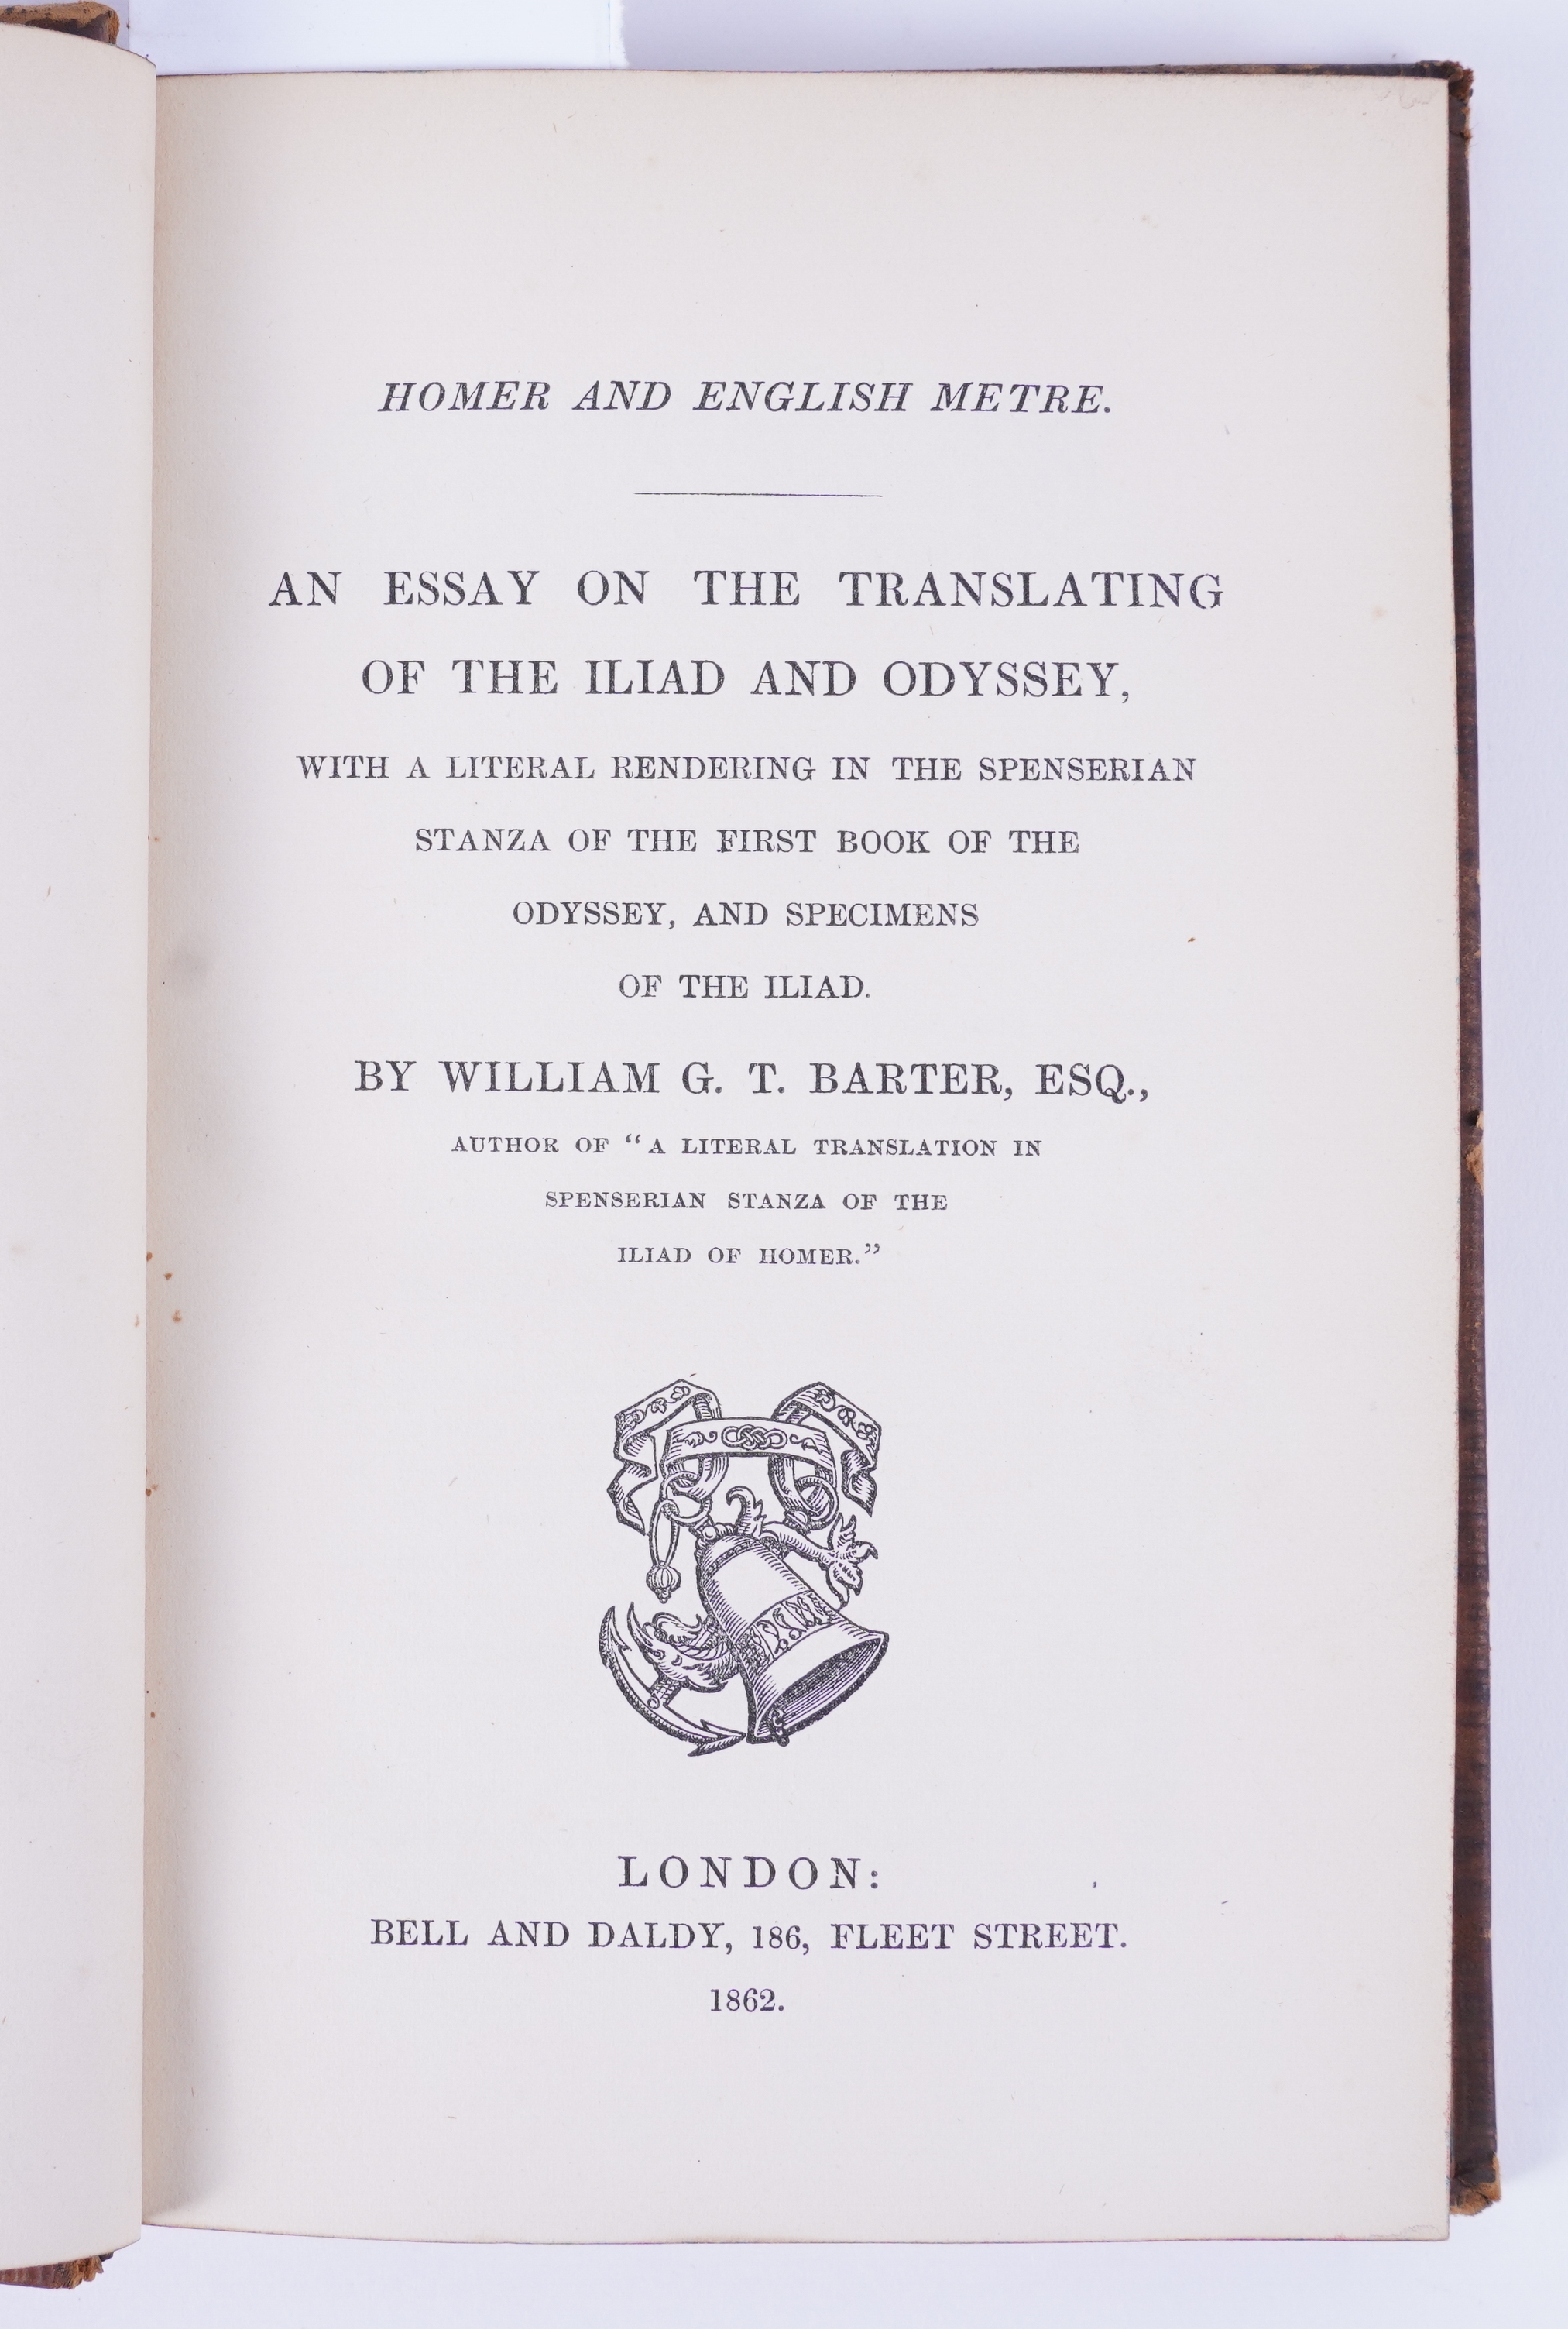 HOMER AND ENGLISH METRE.
AN ESSAY ON THE TRANSLATING
OF THE ILIAD AND ODYSSEY,
WITH A LITERAL RENDERING IN THE SPENSERIAN
STANZA OF THE FIRST BOOK OF THE
ODYSSEY, AND SPECIMENS
OF THE ILIAD.
BY WILLIAM G. T. BARTER, ESQ.,
AUTHOR OF “A LITERAL TRANSLATION IN
SPENSERIAN STANZA OF THE
ILIAD OF HOMER.”
LONDON:
BELL AND DALDY, 186, FLEET STREET.
1862.